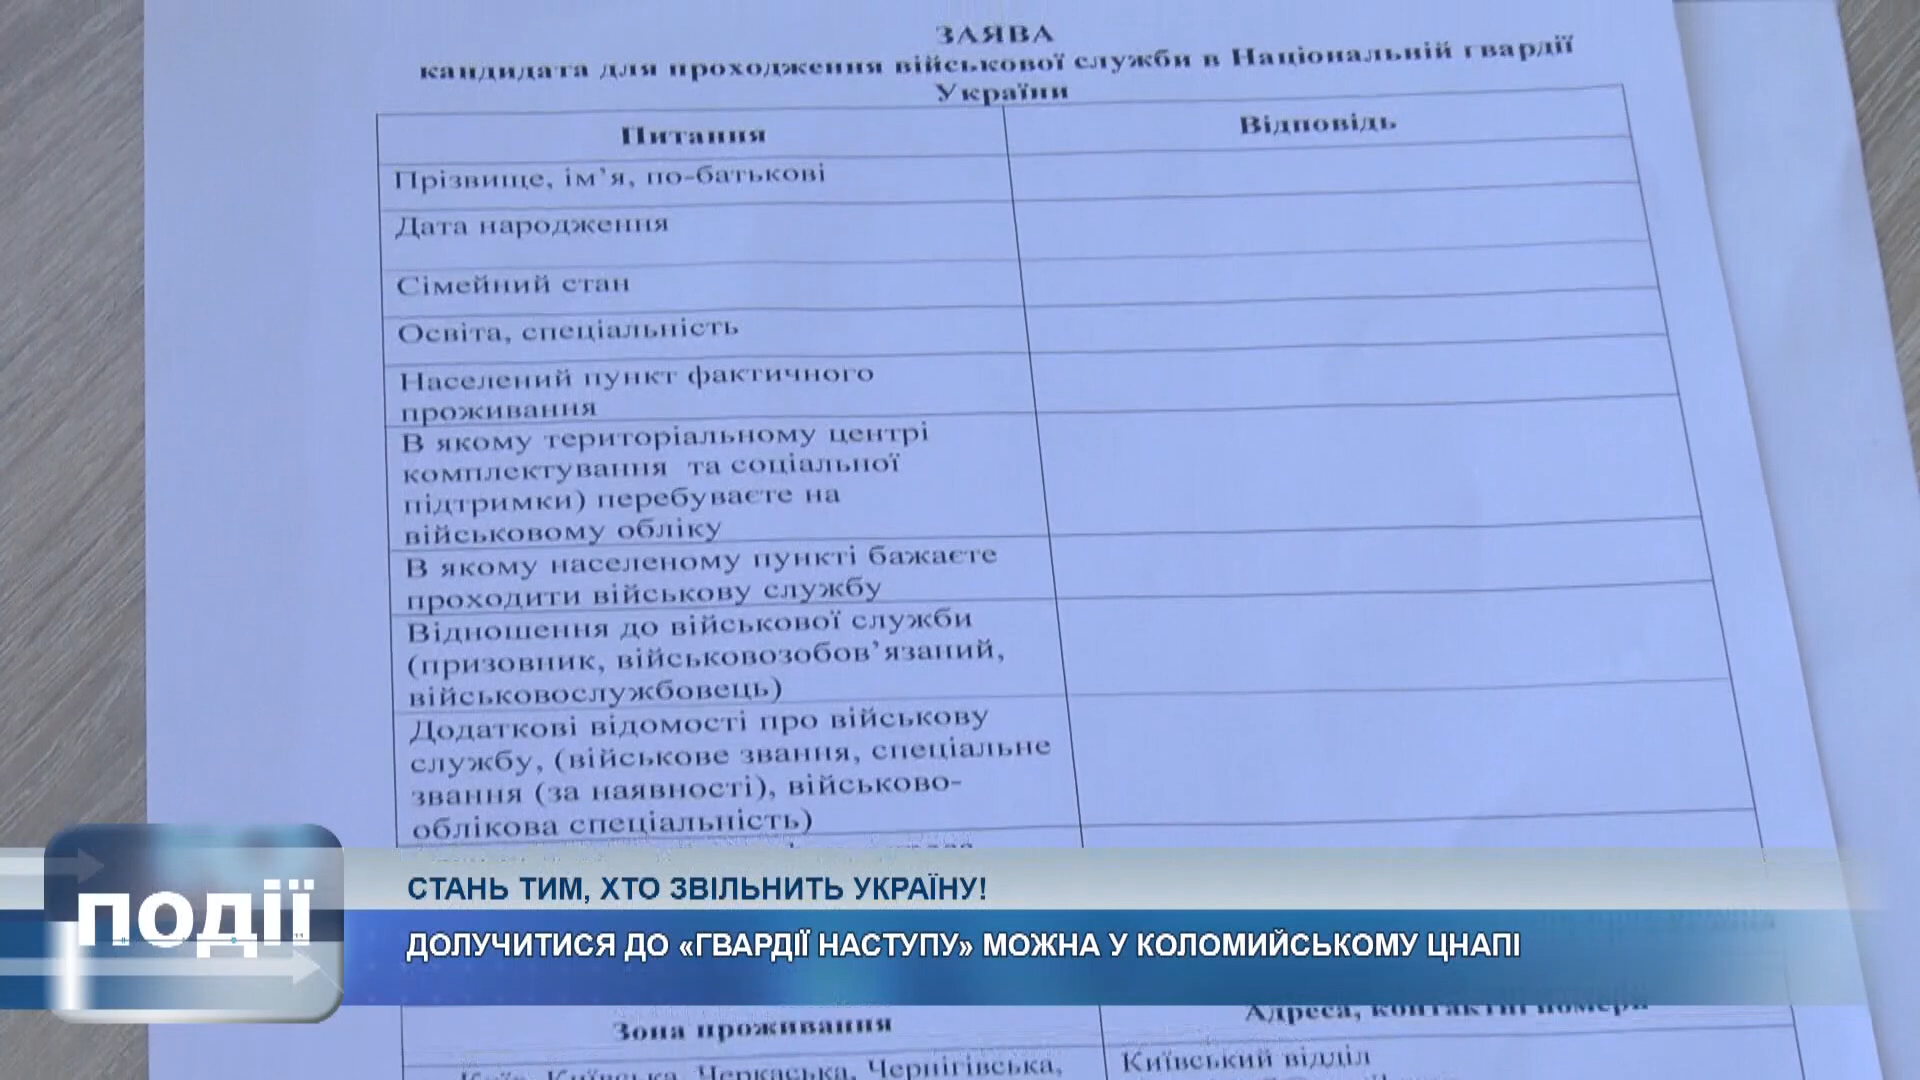 ЗАЯВА
кандидата для проходження військової служби в Національній гвардії
України
Питання
Відповідь
Прізвище, ім’я, по-батькові
Дата народження
Сімейний стан
Освіта, спеціальність
Населений пункт фактичного
проживання
В якому територіальному центрі
комплектування та соціальної
підтримки) перебуваєте на
військовому обліку
В якому населеному пункті бажаєте
проходити військову службу
Відношення до військової служби
(призовник, військовозобов’язаний,
військовослужбовець)
Додаткові відомості про військову
службу, (військове звання, спеціальне
звання (за наявності), військово-
облікова спеціальність)
події
СТАНЬ ТИМ, ХТО ЗВІЛЬНИТЬ УКРАЇНУ!
ДОЛУЧИТИСЯ ДО «ГВАРДІЇ НАСТУПУ» МОЖНА У КОЛОМИЙСЬКОМУ ЦНАПІ
Зона проживання
Адреса, контактні номери
Київ, Київська, Черкаська, Чернігівська,
Київський відділ